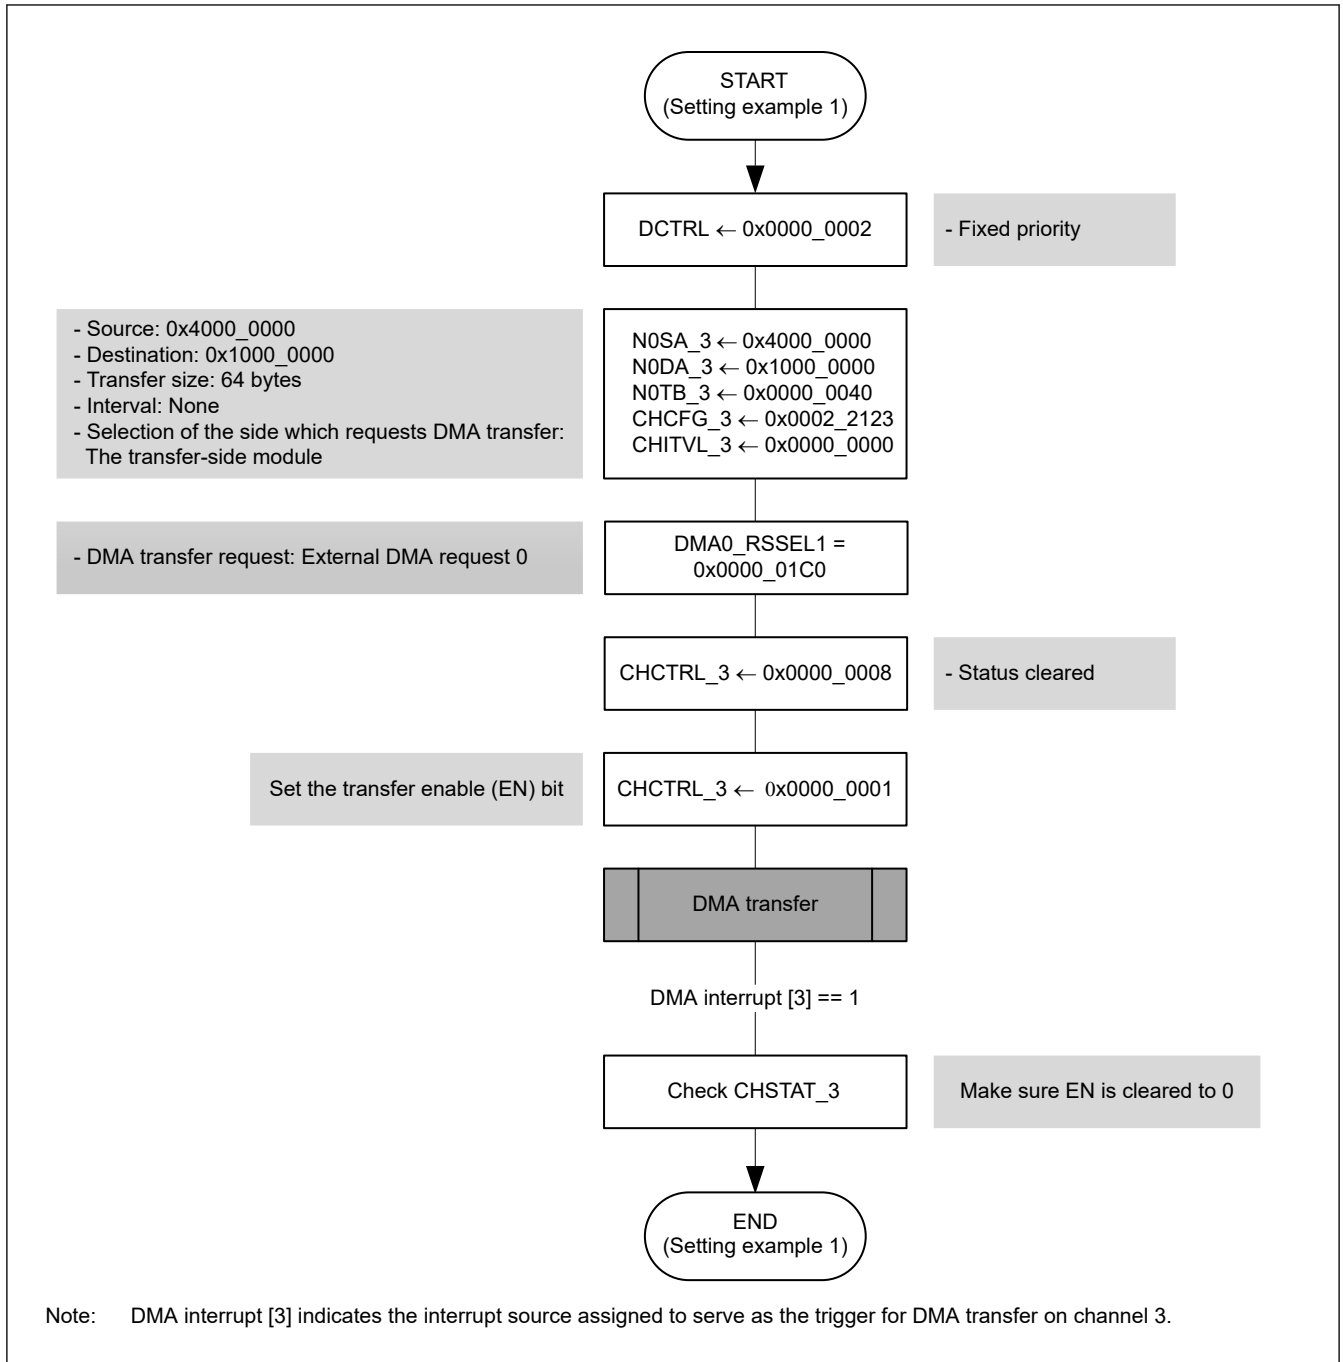 START
(Setting example 1)
DCTRL ← 0x0000_0002
- Fixed priority
- Source: 0x4000_0000
- Destination: 0x1000_0000
- Transfer size: 64 bytes
- Interval: None
- Selection of the side which requests DMA transfer:
The transfer-side module
N0SA_3 ← 0x4000_0000
N0DA_3 ← 0x1000_0000
N0TB_3 ← 0x0000_0040
CHCFG_3 ← 0x0002_2123
CHITVL_3 ← 0x0000_0000
- DMA transfer request: External DMA request 0
DMA0_RSSEL1 =
0x0000_01C0
CHCTRL_3 ← 0x0000_0008
- Status cleared
Set the transfer enable (EN) bit
CHCTRL_3 ← 0x0000_0001
DMA transfer
DMA interrupt [3] == 1
Check CHSTAT_3
Make sure EN is cleared to 0
END
(Setting example 1)
Note: DMA interrupt [3] indicates the interrupt source assigned to serve as the trigger for DMA transfer on channel 3.